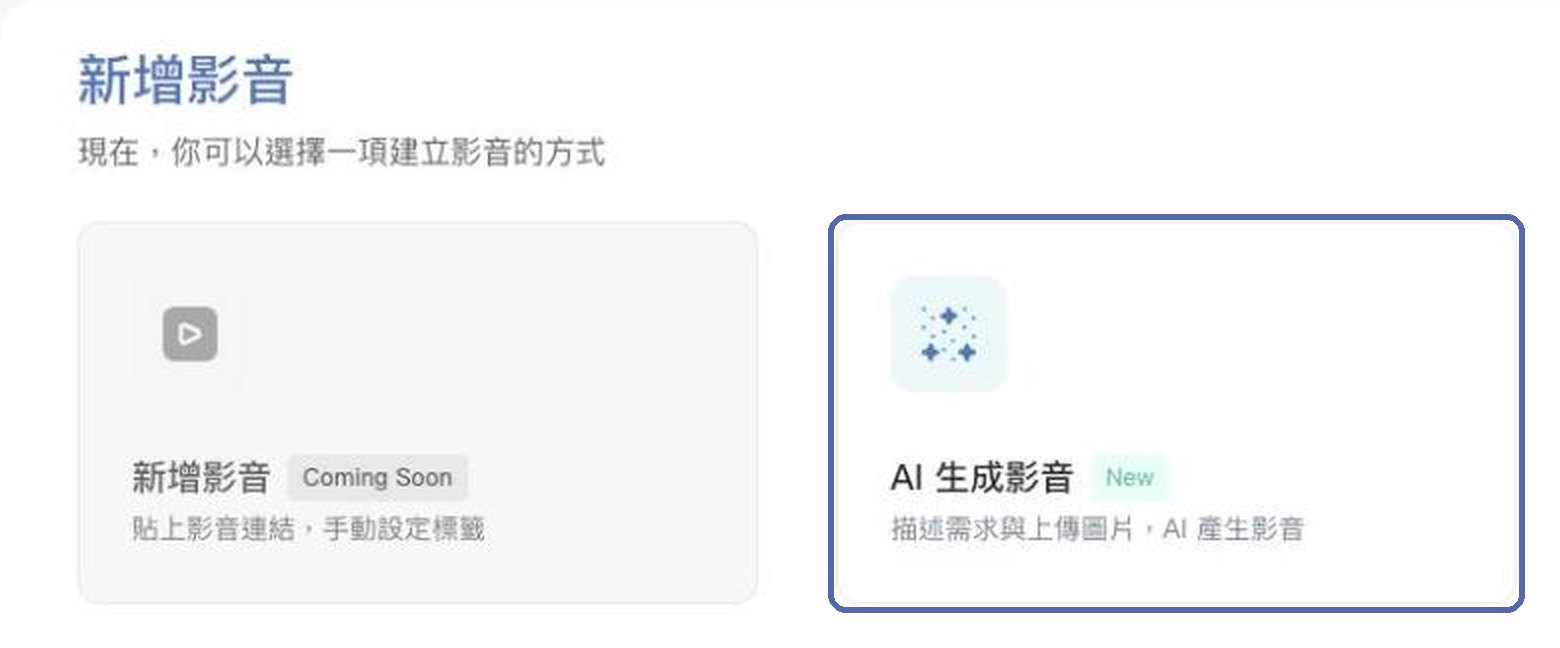 新增影音
現在，你可以選擇一項建立影音的方式
新增影音 Coming Soon
貼上影音連結，手動設定標籤
AI 生成影音 New
描述需求與上傳圖片，AI 產生影音